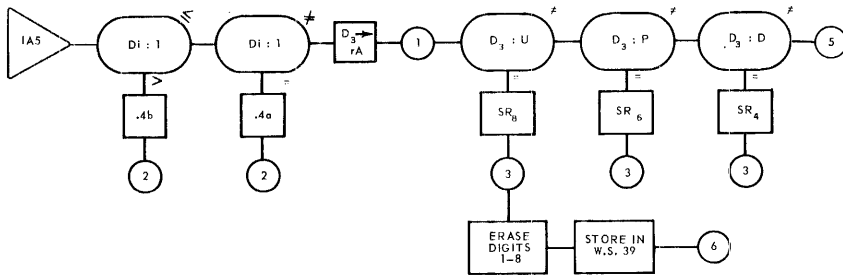 IA5
Di : 1
≤
Di : 1
≠
D3 →
rA
1
D3 : U
≠
D3 : P
≠
D3 : D
≠
5
>
=
=
=
=
.4b
.4a
SR8
SR6
SR4
2
2
3
3
3
ERASE
DIGITS
1-8
STORE IN
W.S. 39
6